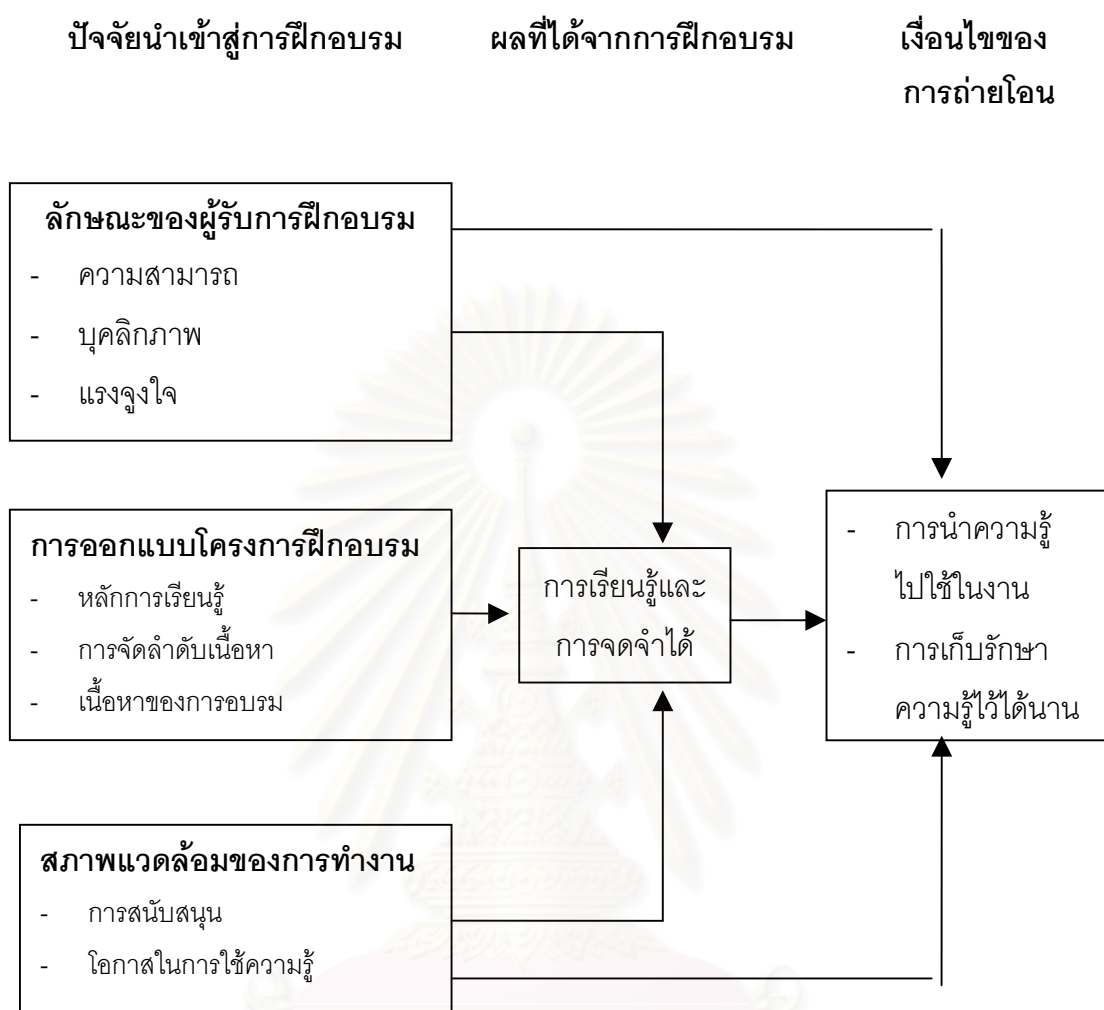 ปัจจัยนำเข้าสู่การฝึกอบรม
ผลที่ได้จากการฝึกอบรม
เงื่อนไขของ
การถ่ายโอน
ลักษณะของผู้รับการฝึกอบรม
- ความสามารถ
- บุคลิกภาพ
- แรงจูงใจ
การออกแบบโครงการฝึกอบรม
- หลักการเรียนรู้
- การจัดลำดับเนื้อหา
- เนื้อหาของการอบรม
สภาพแวดล้อมของการทำงาน
- การสนับสนุน
- โอกาสในการใช้ความรู้
การเรียนรู้และ
การจดจำได้
- การนำความรู้
ไปใช้ในงาน
- การเก็บรักษา
ความรู้ไว้ได้นาน